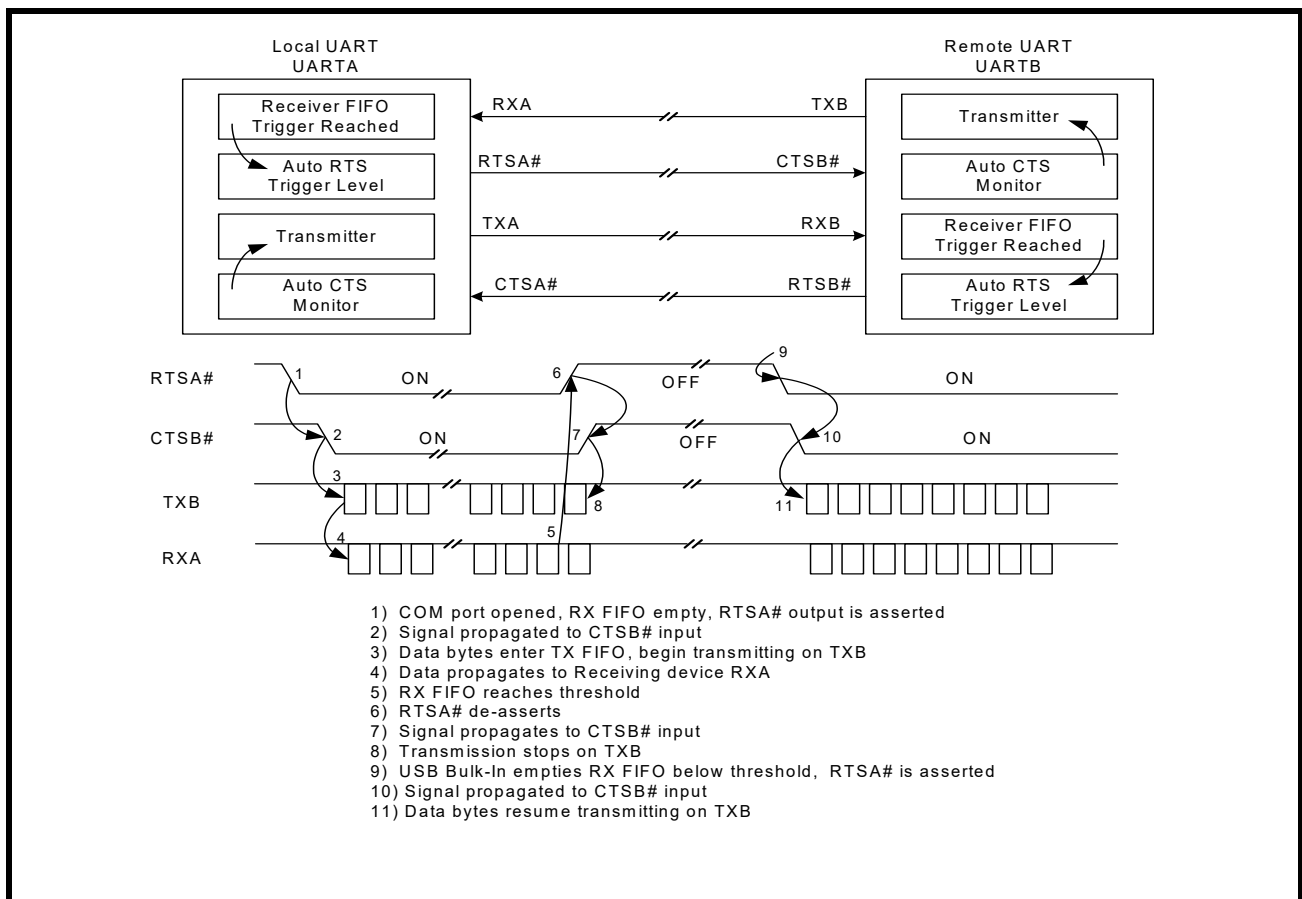 Local UART
UARTA
Remote UART
UARTB
Receiver FIFO
Trigger Reached
Auto RTS
Trigger Level
Transmitter
Auto CTS
Monitor
RXA
TXB
RTSA#
CTSB#
TXA
RXB
CTSA#
RTSB#
Transmitter
Auto CTS
Monitor
Receiver FIFO
Trigger Reached
Auto RTS
Trigger Level
RTSA#
1
ON
6
OFF
9
ON
CTSB#
2
ON
7
OFF
10
ON
TXB
3
8
11
RXA
4
5
1) COM port opened, RX FIFO empty, RTSA# output is asserted
2) Signal propagated to CTSB# input
3) Data bytes enter TX FIFO, begin transmitting on TXB
4) Data propagates to Receiving device RXA
5) RX FIFO reaches threshold
6) RTSA# de-asserts
7) Signal propagates to CTSB# input
8) Transmission stops on TXB
9) USB Bulk-In empties RX FIFO below threshold, RTSA# is asserted
10) Signal propagated to CTSB# input
11) Data bytes resume transmitting on TXB